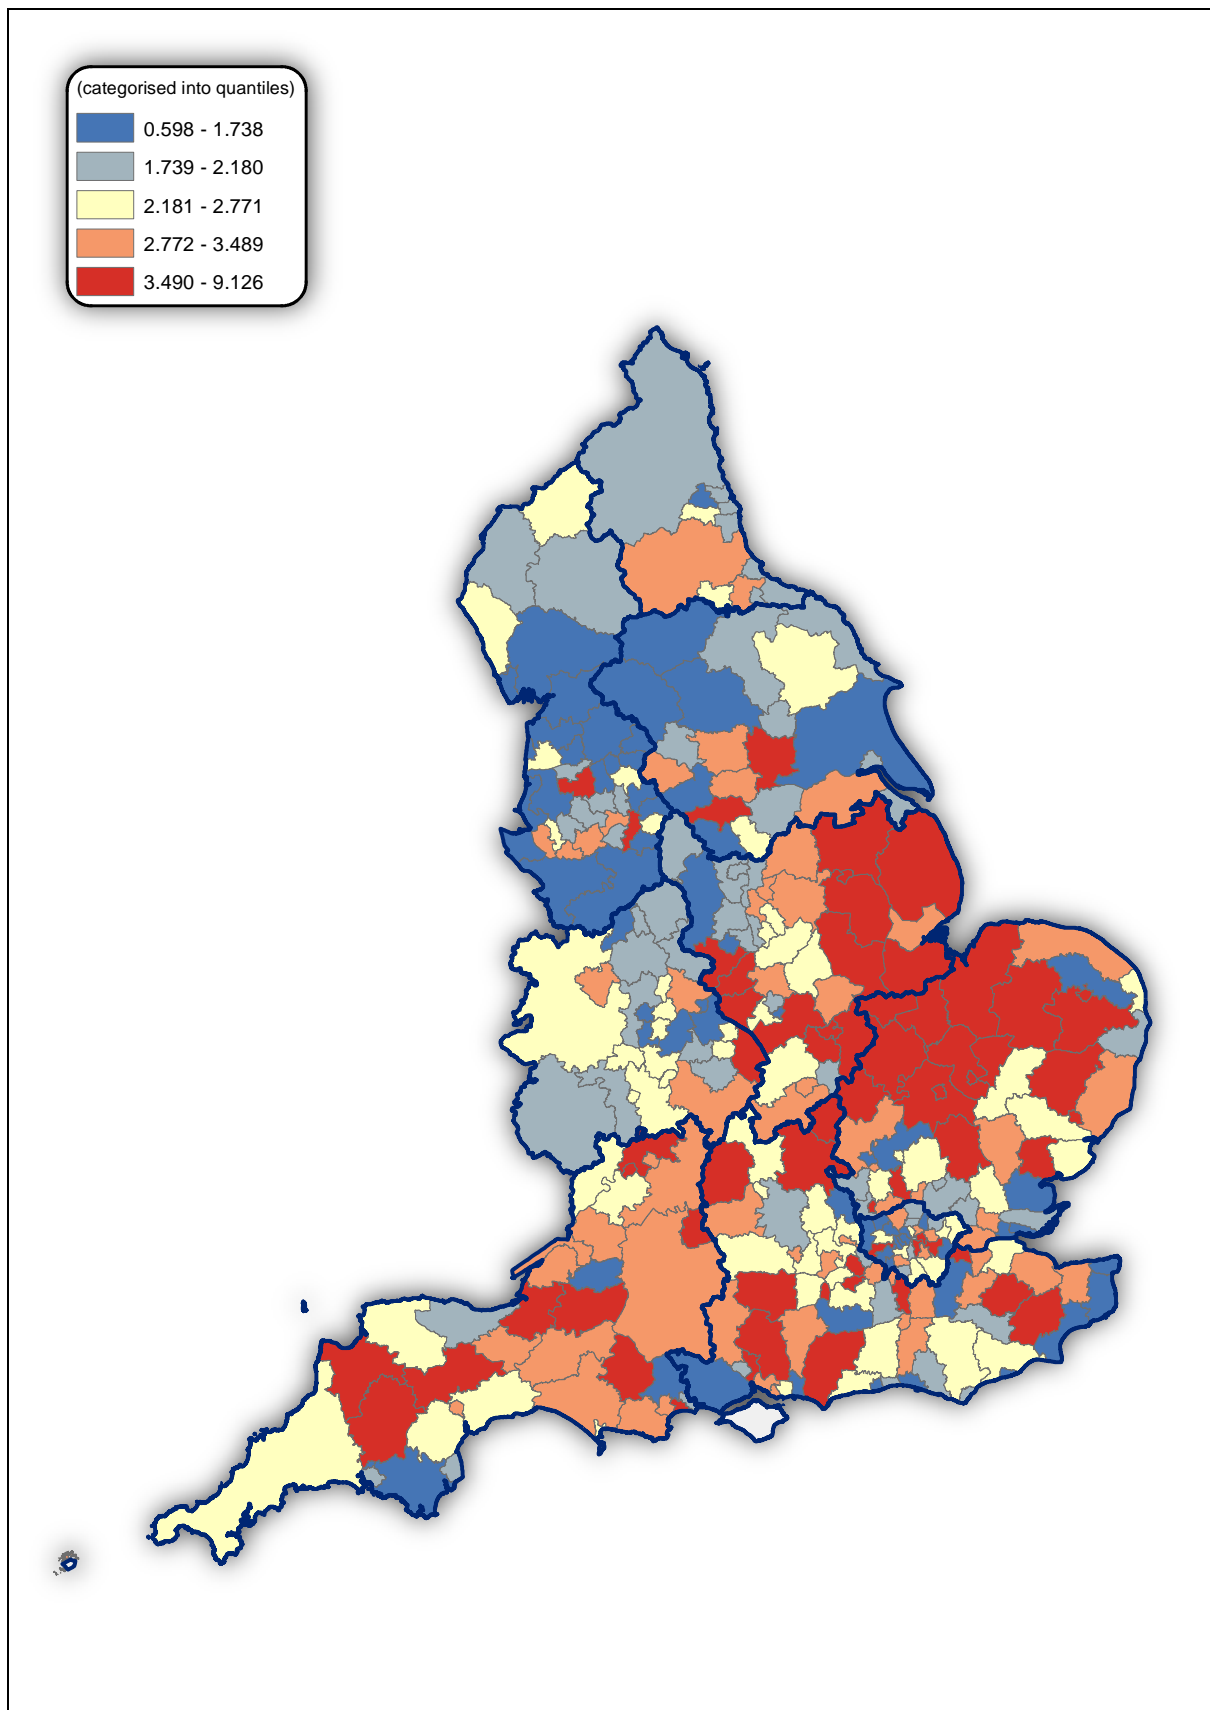 (categorised into quantiles)
0.598 - 1.738
1.739 - 2.180
2.181 - 2.771
2.772 - 3.489
3.490 - 9.126